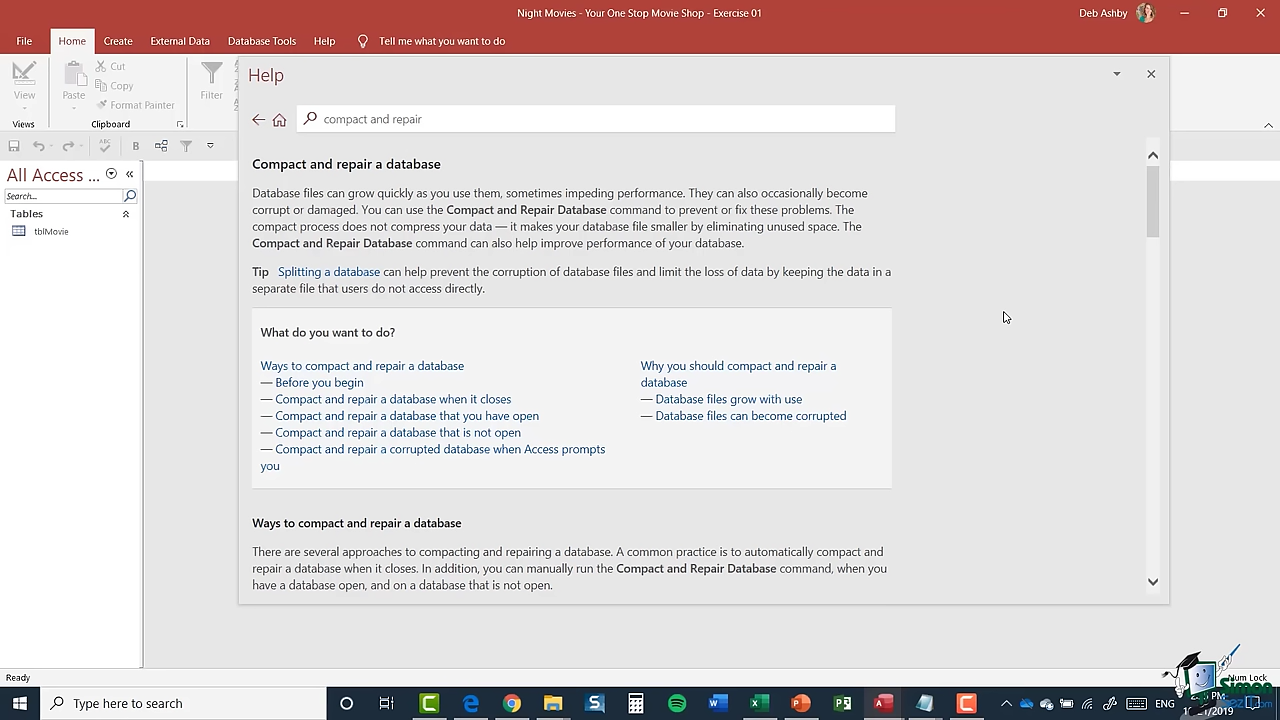 Night Movies - Your One Stop Movie Shop - Exercise 01
Deb Ashby
File Home Create External Data Database Tools Help Tell me what you want to do
View
Views
Paste
Cut
Copy
Format Painter
Clipboard
Filter
Help
compact and repair
All Access ...
Search...
Tables
tblMovie
Compact and repair a database
Database files can grow quickly as you use them, sometimes impeding performance. They can also occasionally become
corrupt or damaged. You can use the Compact and Repair Database command to prevent or fix these problems. The
compact process does not compress your data — it makes your database file smaller by eliminating unused space. The
Compact and Repair Database command can also help improve performance of your database.
Tip Splitting a database can help prevent the corruption of database files and limit the loss of data by keeping the data in a
separate file that users do not access directly.
What do you want to do?
Ways to compact and repair a database
— Before you begin
— Compact and repair a database when it closes
— Compact and repair a database that you have open
— Compact and repair a database that is not open
— Compact and repair a corrupted database when Access prompts
you
Why you should compact and repair a
database
— Database files grow with use
— Database files can become corrupted
Ways to compact and repair a database
There are several approaches to compacting and repairing a database. A common practice is to automatically compact and
repair a database when it closes. In addition, you can manually run the Compact and Repair Database command, when you
have a database open, and on a database that is not open.
Ready
Num Lock
Type here to search
ENG
Simon